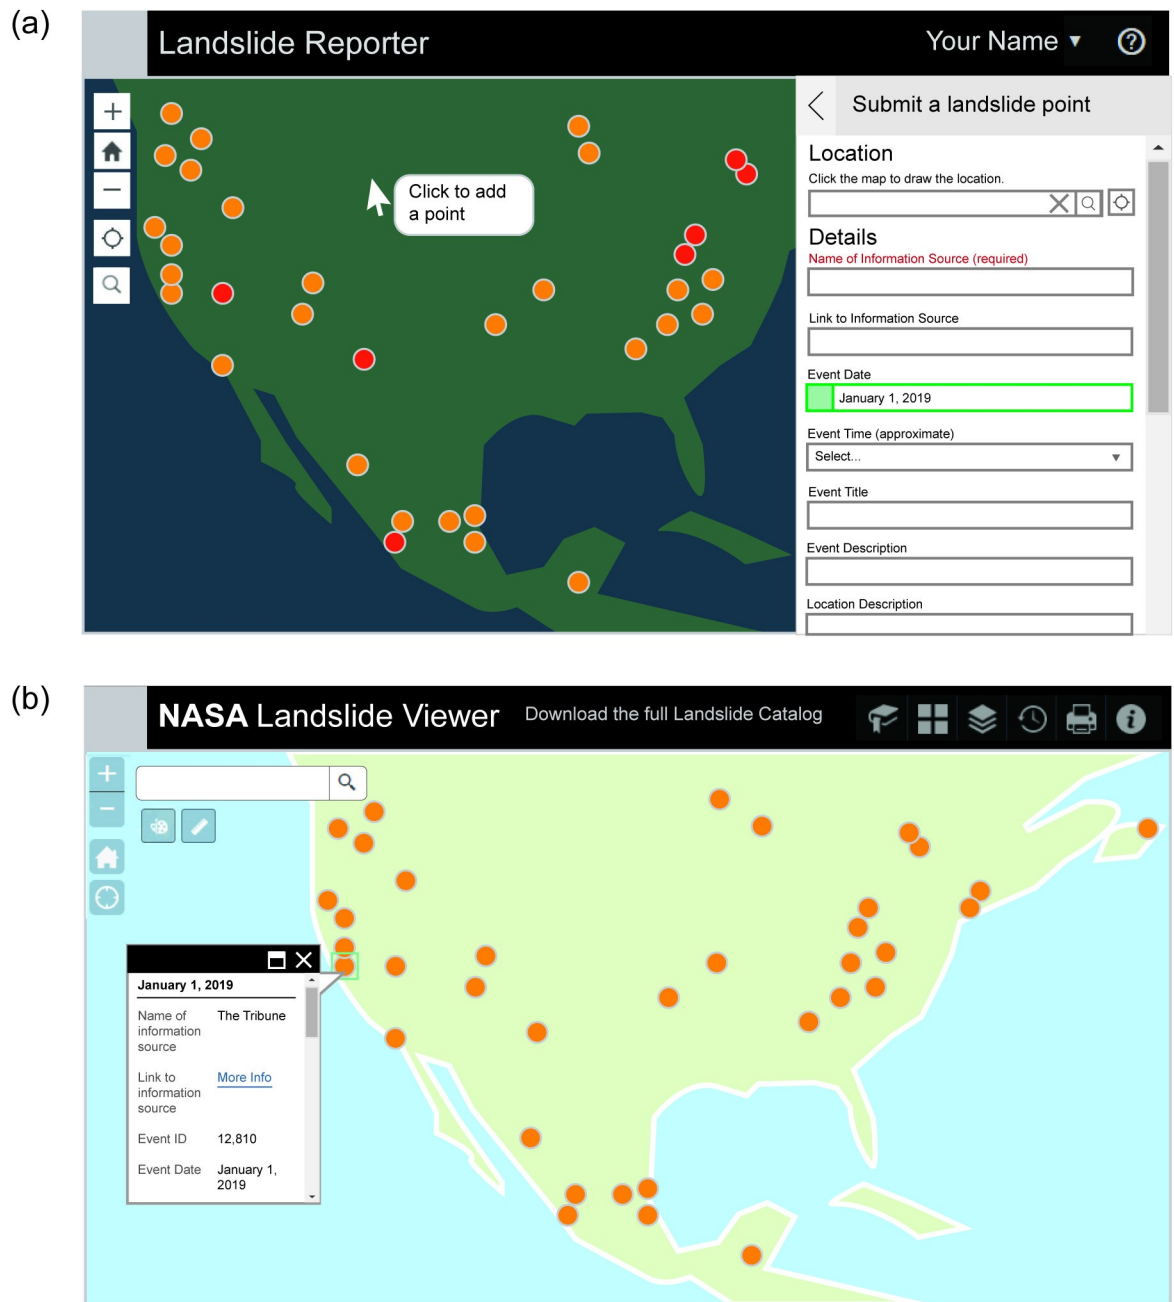 (a)
Landslide Reporter
Your Name ▼
?
Click to add
a point
Submit a landslide point
Location
Click the map to draw the location.
Details
Name of Information Source (required)
Link to Information Source
Event Date
January 1, 2019
Event Time (approximate)
Select...
Event Title
Event Description
Location Description
(b)
NASA Landslide Viewer
Download the full Landslide Catalog
January 1, 2019
Name of
information
source
The Tribune
Link to
information
source
More Info
Event ID
12,810
Event Date
January 1,
2019